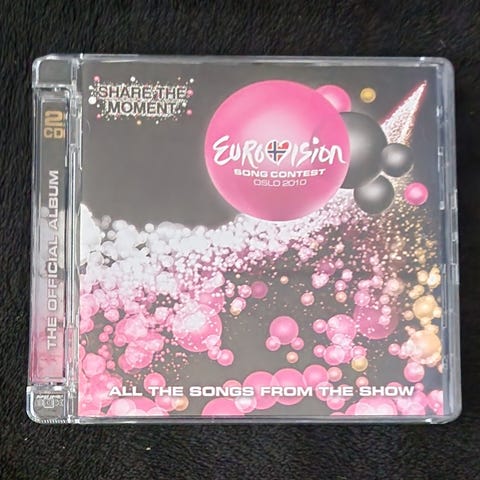 SHARE THE
MOMENT
EUROVISION
SONG CONTEST
OSLO 2010
2CD
THE OFFICIAL ALBUM
ALL THE SONGS FROM THE SHOW